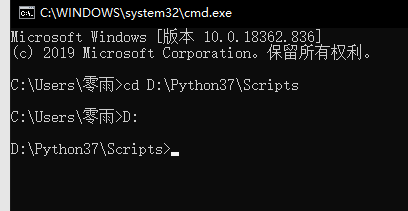 C:\WINDOWS\system32\cmd.exe
Microsoft Windows [版本 10.0.18362.836]
(c) 2019 Microsoft Corporation。保留所有权利。
C:\Users\零雨>cd D:\Python37\Scripts
C:\Users\零雨>D:
D:\Python37\Scripts>